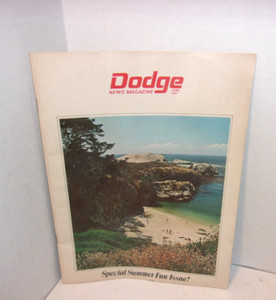 Dodge
NEWS MAGAZINE
Special Summer Fun Issue!